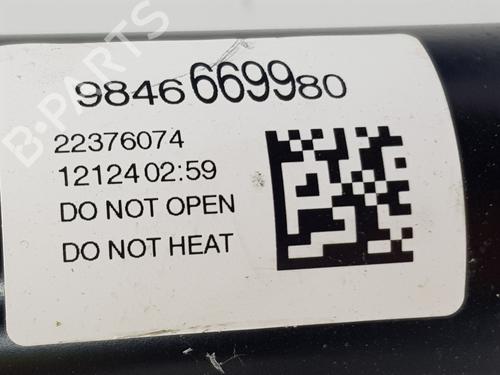 9846669980
22376074
12124 02:59
DO NOT OPEN
DO NOT HEAT
B-PARTS